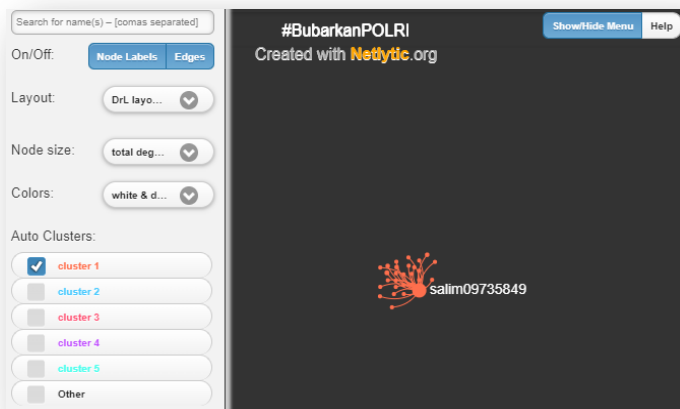 Search for name(s) – [comas separated]
On/Off:
Node Labels
Edges
Layout:
DrL layo...
Node size:
total deg...
Colors:
white & d...
Auto Clusters:
cluster 1
cluster 2
cluster 3
cluster 4
cluster 5
Other
#BubarkanPOLRI
Created with Netlytic.org
Show/Hide Menu
Help
salim09735849